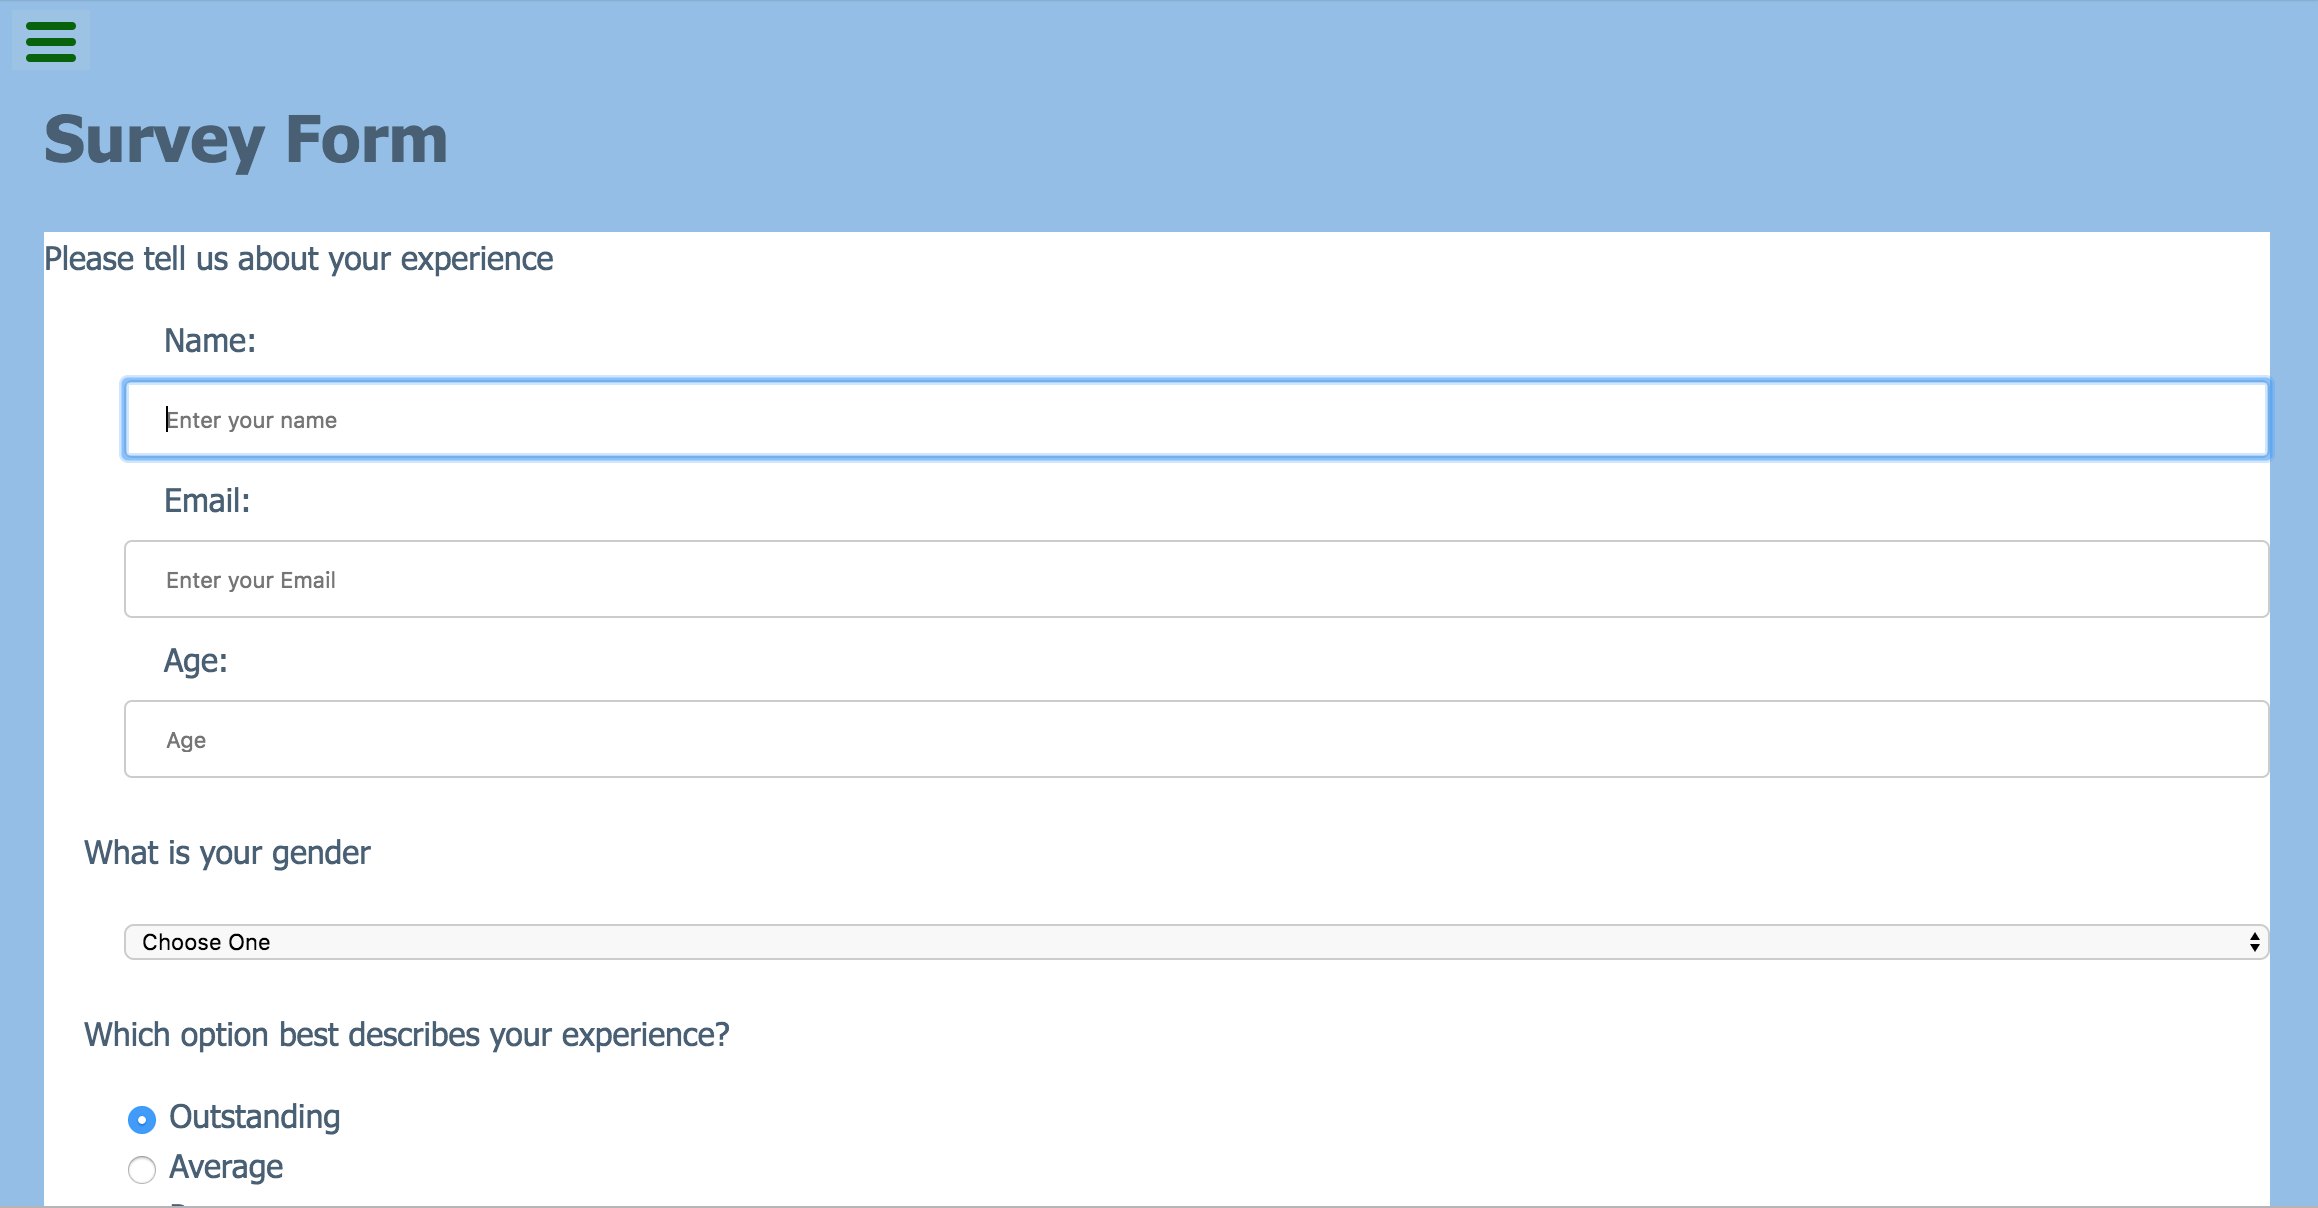 Survey Form
Please tell us about your experience
Name:
Enter your name
Email:
Enter your Email
Age:
Age
What is your gender
Choose One
Which option best describes your experience?
Outstanding
Average